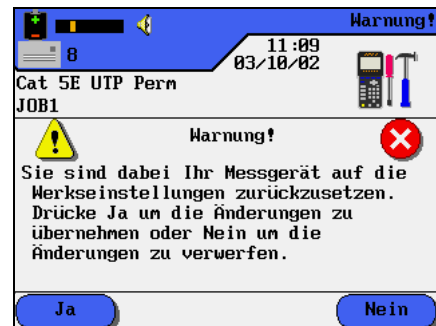 Warnung!
8
11:09
03/10/02
Cat 5E UTP Perm
JOB1
Warnung!
Sie sind dabei Ihr Messgerät auf die
Werkseinstellungen zurückzusetzen.
Drücke Ja um die Änderungen zu
übernehmen oder Nein um die
Änderungen zu verwerfen.
Ja
Nein